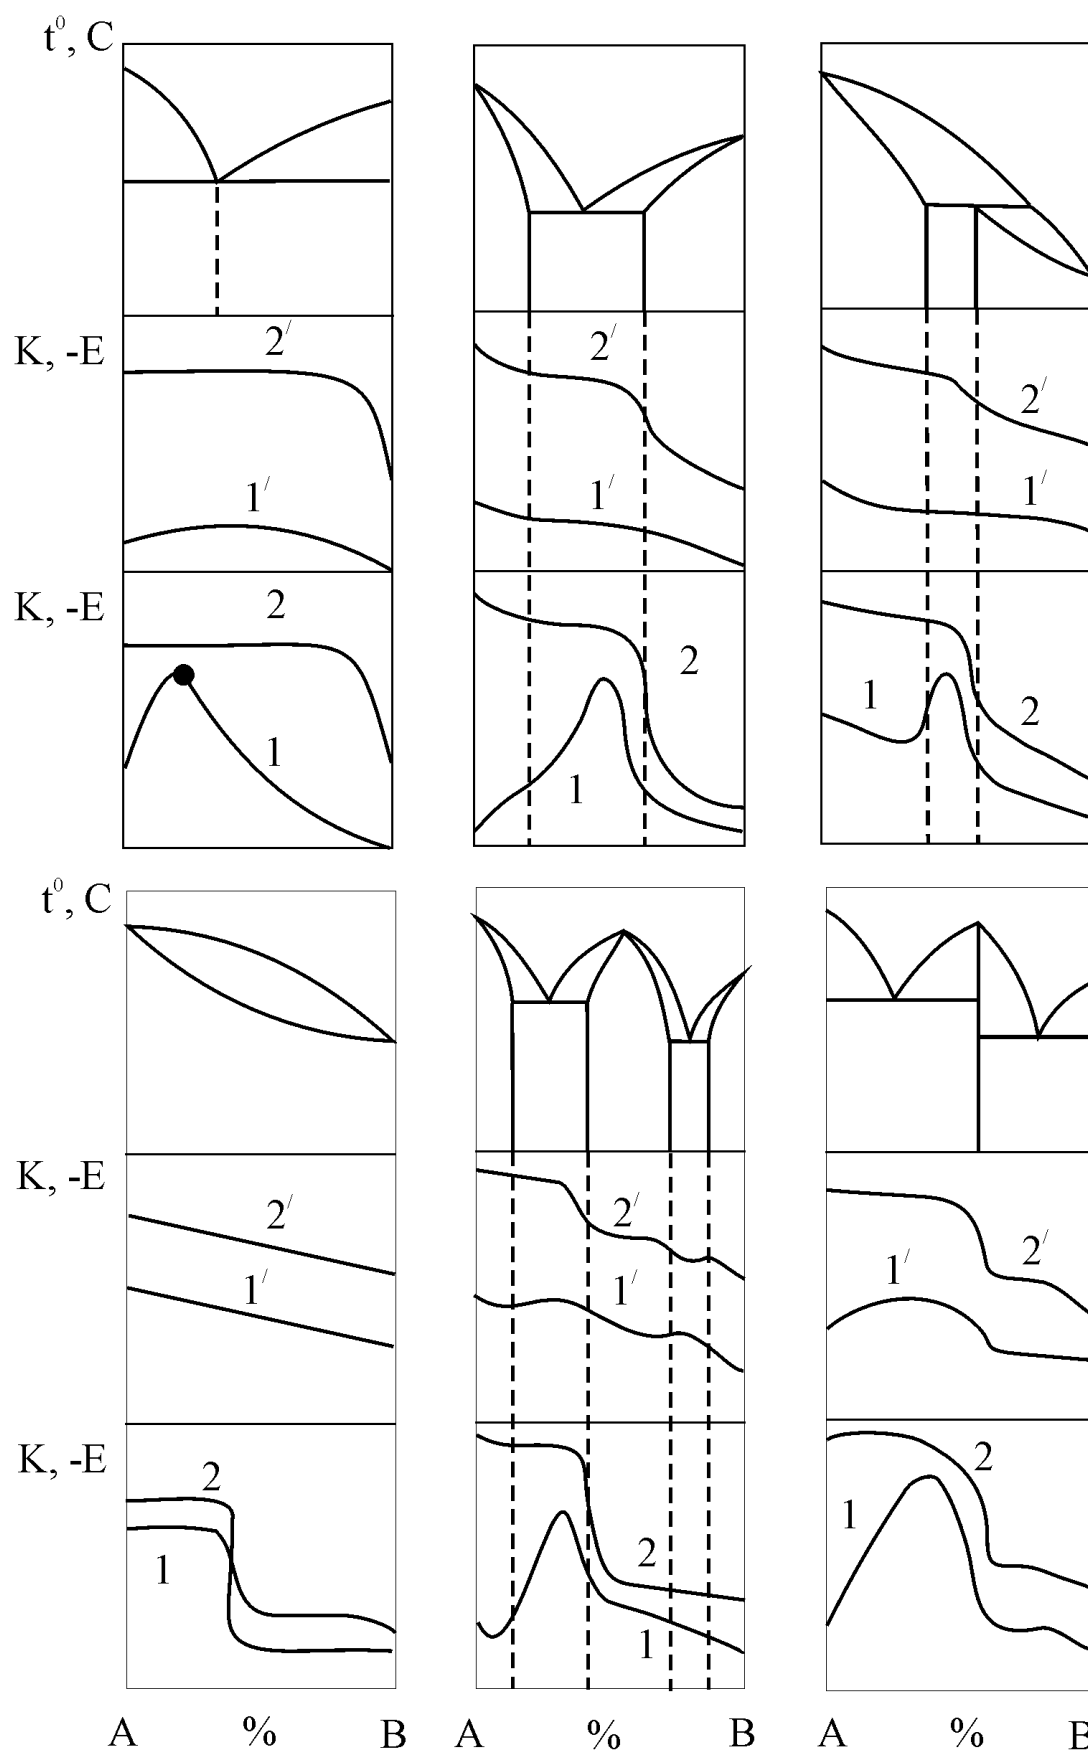 t⁰, C
K, -E 2′ 2′ 2′
1′ 1′ 1′
K, -E 2 2
1 1 1 2
t⁰, C
K, -E 2′ 2′ 2′
1′ 1′ 1′
K, -E 2 2
1 1
2
1
A % B A % B A % B